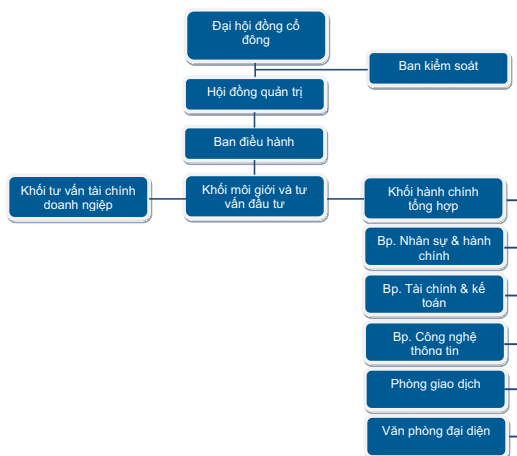 Đại hội đồng cổ
đông
Ban kiểm soát
Hội đồng quản trị
Ban điều hành
Khối tư vấn tài chính
doanh ngiệp
Khối môi giới và tư
vấn đầu tư
Khối hành chính
tổng hợp
Bp. Nhân sự & hành
chính
Bp. Tài chính & kế
toán
Bp. Công nghệ
thông tin
Phòng giao dịch
Văn phòng đại diện